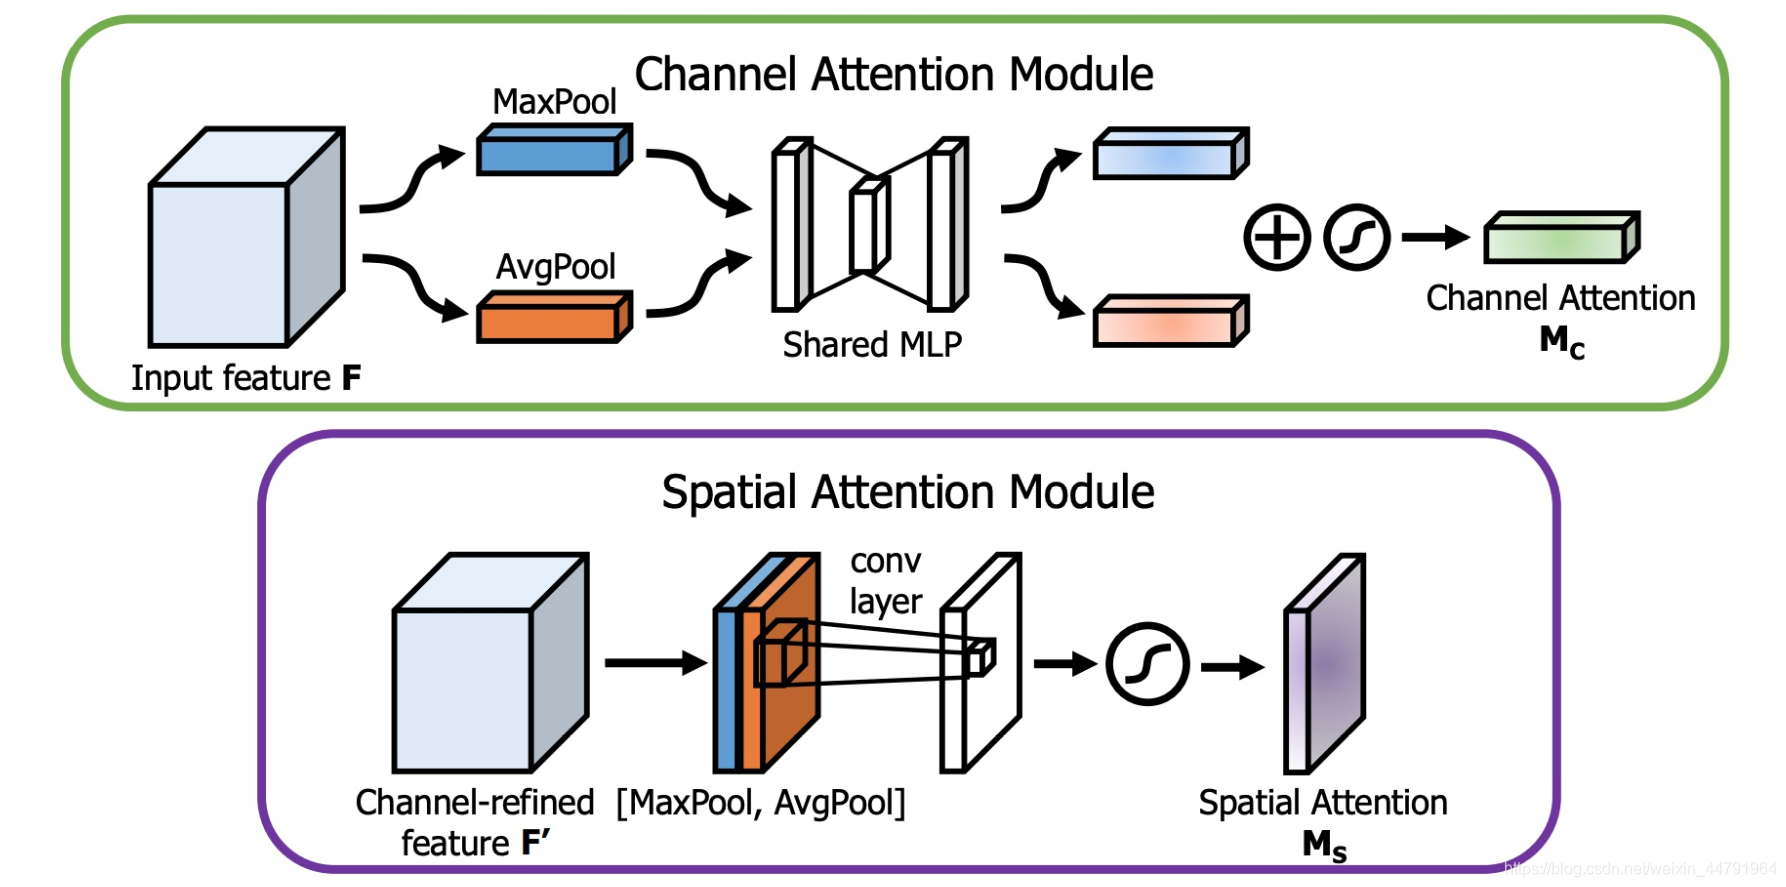 Channel Attention Module
MaxPool
AvgPool
Shared MLP
Input feature F
Channel Attention
Mc
Spatial Attention Module
conv
layer
Channel-refined
feature F′
[MaxPool, AvgPool]
Spatial Attention
Ms
https://blog.csdn.net/weixin_44791964